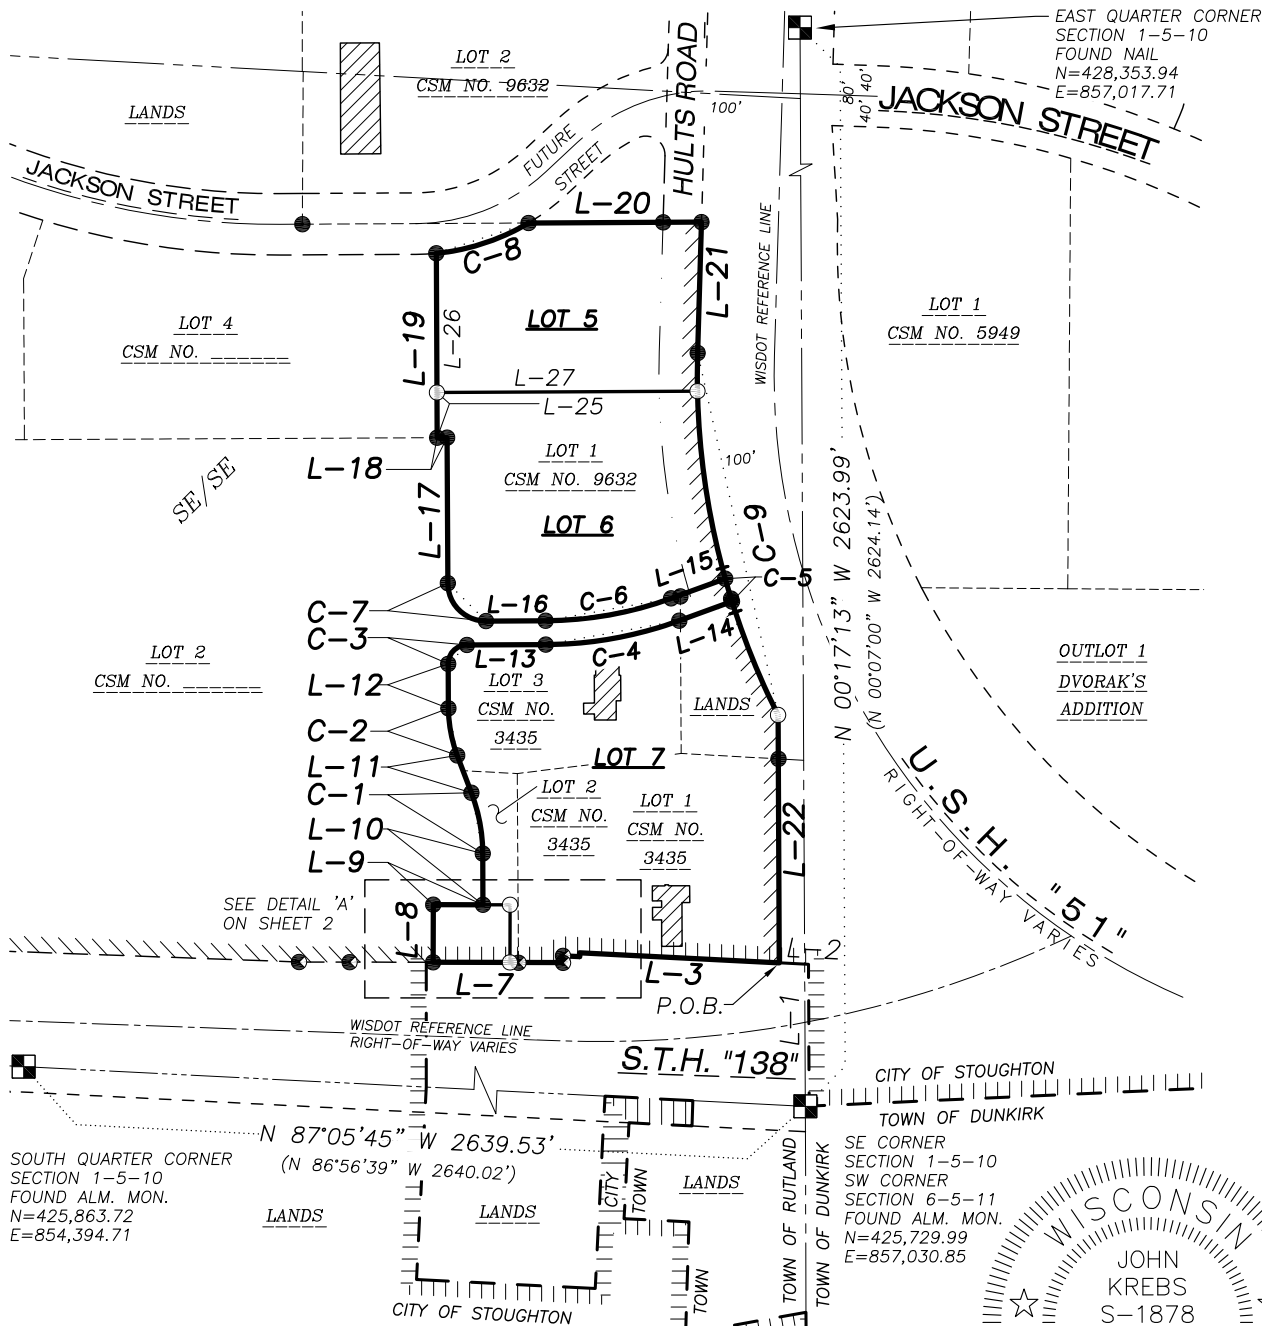 EAST QUARTER CORNER
SECTION 1-5-10
FOUND NAIL
N=428,353.94
E=857,017.71
LOT 2
CSM NO. 9632
LANDS
HULTS ROAD
100'
80'
40' 40'
JACKSON STREET
FUTURE
STREET
JACKSON STREET
L-20
C-8
L-21
WISDOT REFERENCE LINE
LOT 4
CSM NO. ______
L-19
L-26
LOT 5
LOT 1
CSM NO. 5949
L-27
L-25
SE/SE
L-18
LOT 1
CSM NO. 9632
100'
L-17
LOT 6
C-9
N 00°17'13" W 2623.99'
(N 00°07'00" W 2624.14')
L-15
C-5
C-7
L-16
C-6
C-3
L-13
C-4
L-14
LOT 2
CSM NO. ______
L-12
LOT 3
CSM NO.
3435
LANDS
OUTLOT 1
DVORAK'S
ADDITION
C-2
L-11
LOT 7
C-1
LOT 2
CSM NO.
3435
LOT 1
CSM NO.
3435
U.S.H. "51"
RIGHT-OF-WAY VARIES
L-10
L-9
L-22
SEE DETAIL 'A'
ON SHEET 2
L-8
L-7
L-3
L-2
P.O.B.
L-1
WISDOT REFERENCE LINE
RIGHT-OF-WAY VARIES
S.T.H. "138"
CITY OF STOUGHTON
TOWN OF DUNKIRK
N 87°05'45" W 2639.53'
(N 86°56'39" W 2640.02')
SOUTH QUARTER CORNER
SECTION 1-5-10
FOUND ALM. MON.
N=425,863.72
E=854,394.71
LANDS
LANDS
CITY
TOWN
LANDS
TOWN OF RUTLAND
TOWN OF DUNKIRK
SE CORNER
SECTION 1-5-10
SW CORNER
SECTION 6-5-11
FOUND ALM. MON.
N=425,729.99
E=857,030.85
CITY OF STOUGHTON
TOWN
WISCONSIN
JOHN
KREBS
S-1878